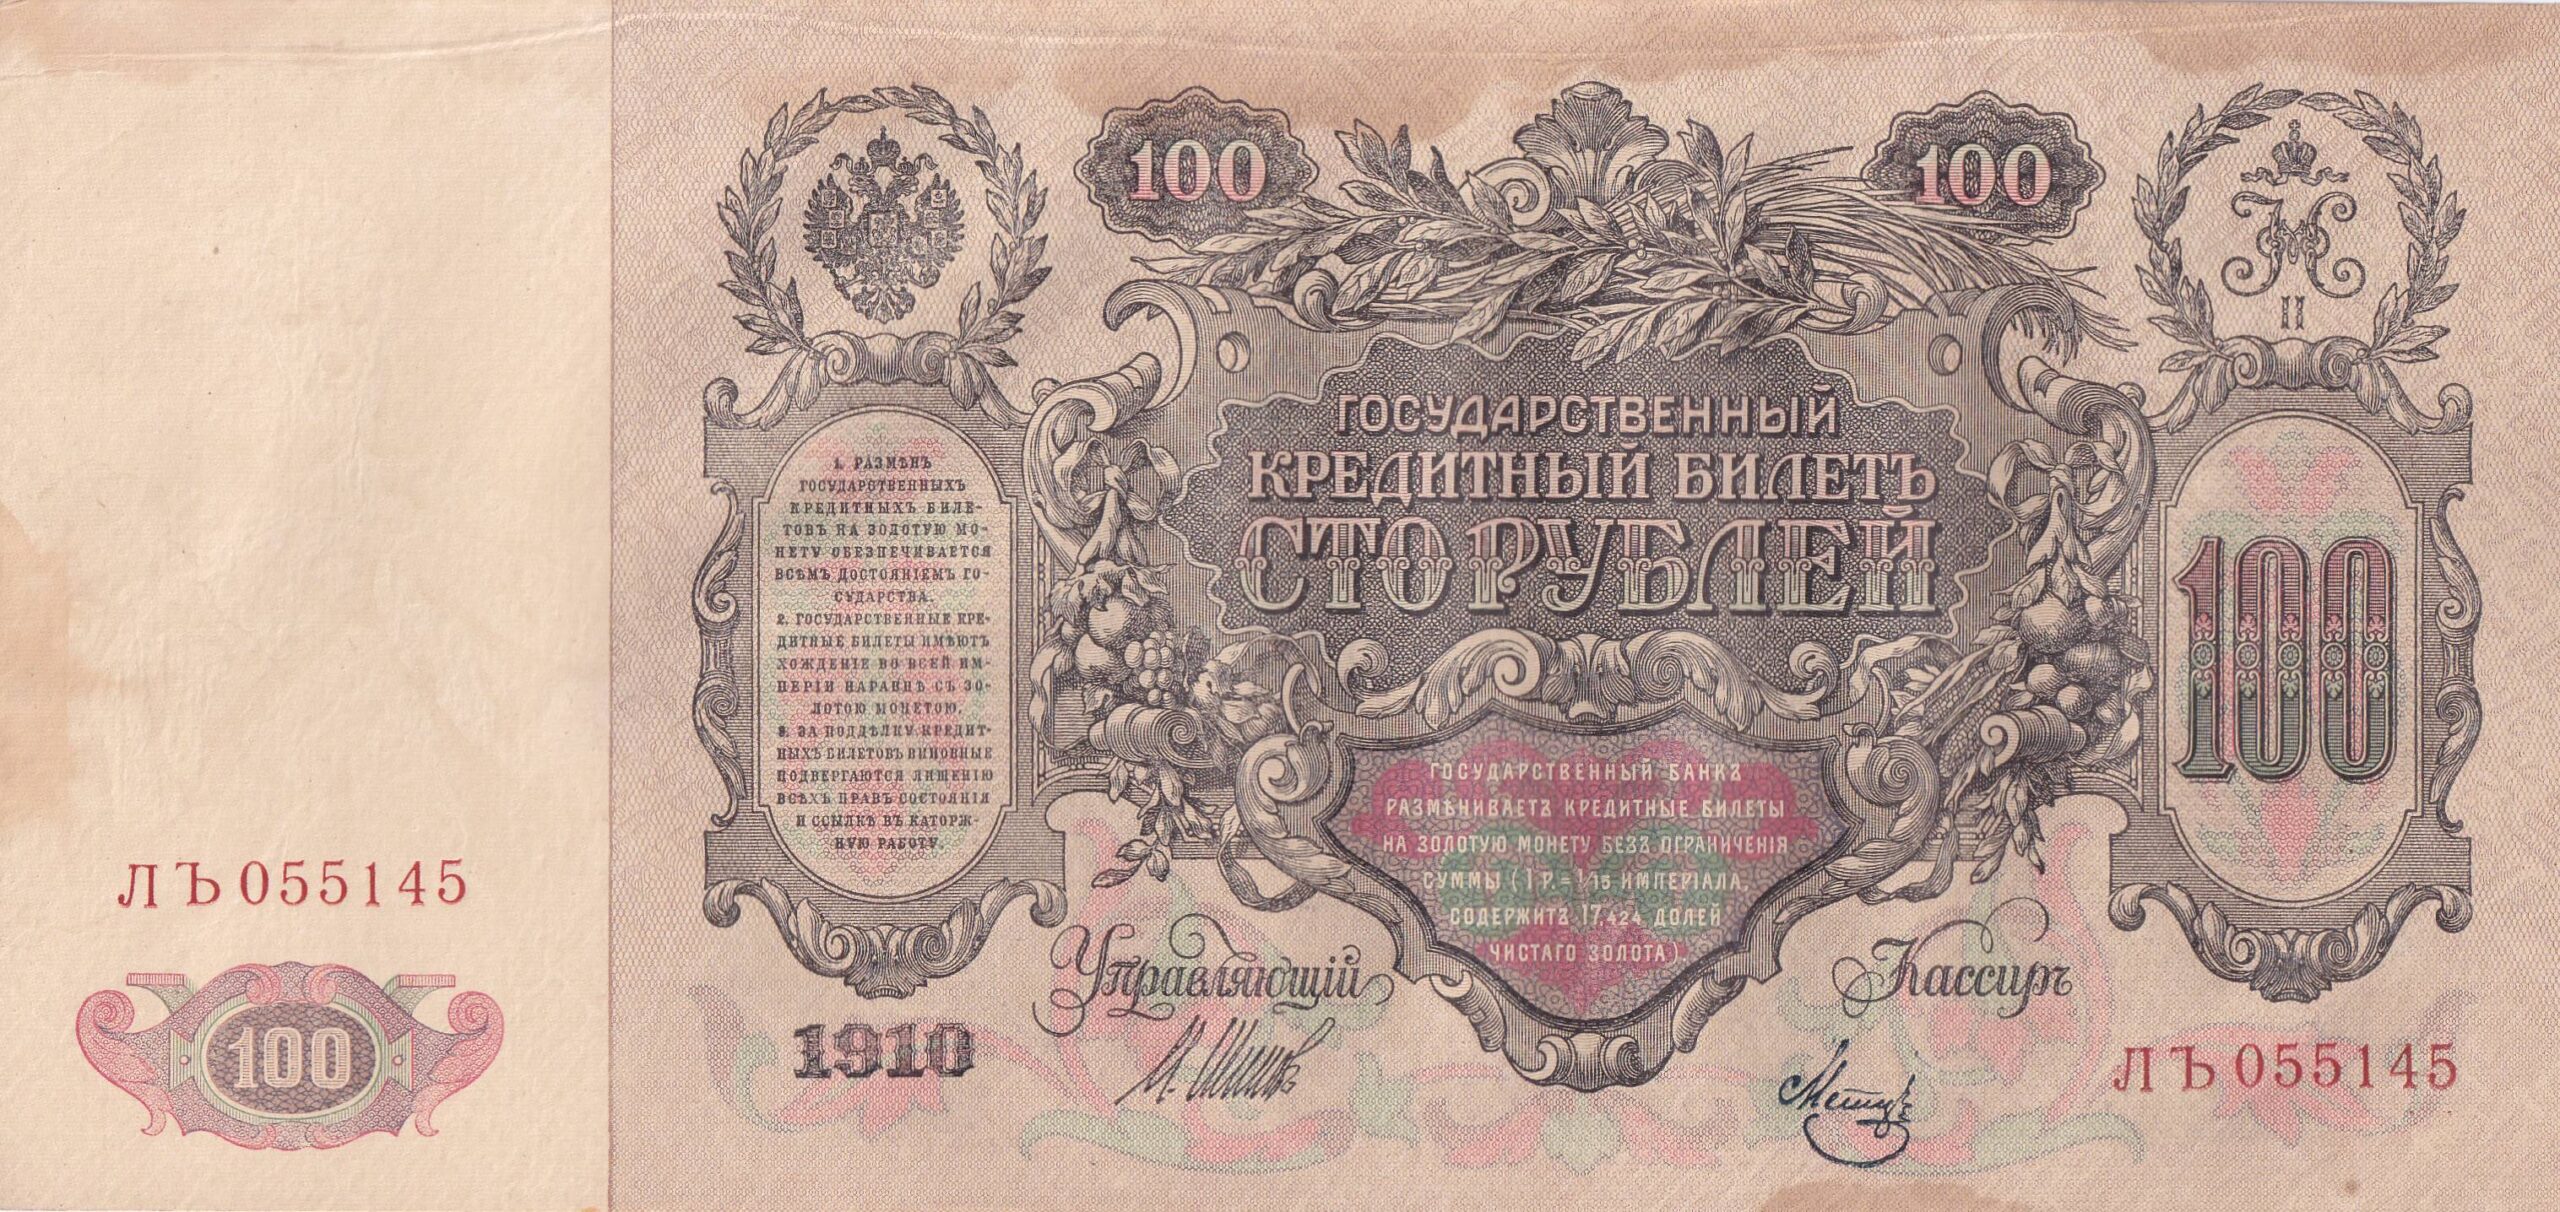 100
100
II
1. РАЗМѢНЪ
ГОСУДАРСТВЕННЫХЪ
КРЕДИТНЫХЪ БИЛЕ-
ТОВЪ НА ЗОЛОТУЮ МО-
НЕТУ ОБЕЗПЕЧИВАЕТСЯ
ВСѢМЪ ДОСТОЯНІЕМЪ ГО-
СУДАРСТВА.
2. ГОСУДАРСТВЕННЫЕ КРЕ-
ДИТНЫЕ БИЛЕТЫ ИМѢЮТЪ
ХОЖДЕНІЕ ВО ВСЕЙ ИМ-
ПЕРІИ НАРАВНѢ СЪ ЗО-
ЛОТОЮ МОНЕТОЮ.
3. ЗА ПОДДѢЛКУ КРЕДИТ-
НЫХЪ БИЛЕТОВЪ ВИНОВНЫЕ
ПОДВЕРГАЮТСЯ ЛИШЕНІЮ
ВСѢХЪ ПРАВЪ СОСТОЯНІЯ
И ССЫЛКѢ ВЪ КАТОРЖ-
НУЮ РАБОТУ.
ГОСУДАРСТВЕННЫЙ
КРЕДИТНЫЙ БИЛЕТЪ
СТО РУБЛЕЙ
100
ГОСУДАРСТВЕННЫЙ БАНКЪ
РАЗМѢНИВАЕТЪ КРЕДИТНЫЕ БИЛЕТЫ
НА ЗОЛОТУЮ МОНЕТУ БЕЗЪ ОГРАНИЧЕНІЯ
СУММЫ (1 Р.= 1/15 ИМПЕРІАЛА,
СОДЕРЖИТЪ 17,424 ДОЛЕЙ
ЧИСТАГО ЗОЛОТА).
ЛЪ 055145
100
Управляющій
И. Шиповъ
Кассиръ
1910
ЛЪ 055145